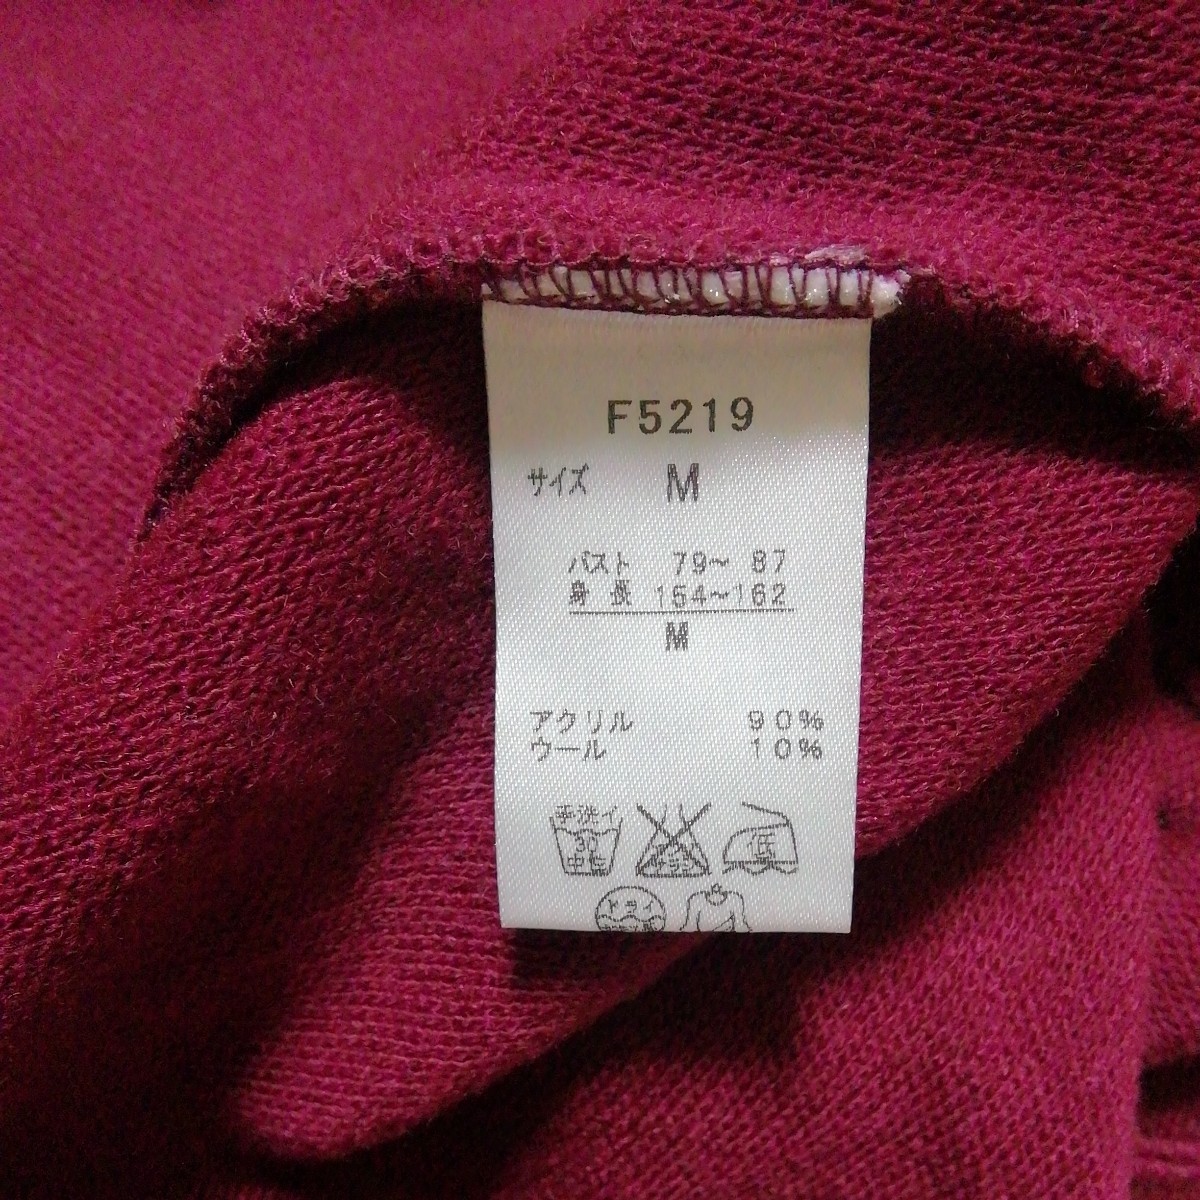 F5219
サイズ M
バスト 79～ 87
身長 154～162
M
アクリル 90%
ウール 10%
手洗イ
30
中性
低
ドライ